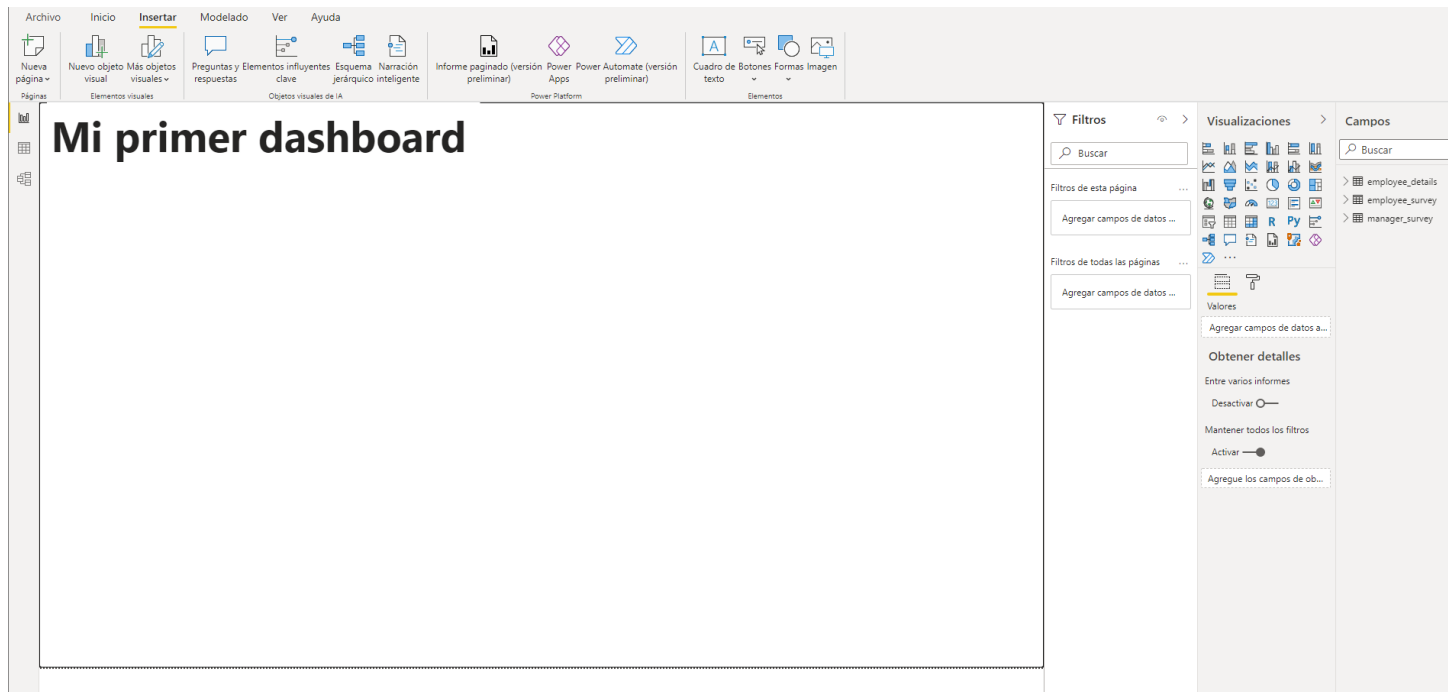 Archivo Inicio Insertar Modelado Ver Ayuda
Nueva página
Nuevo objeto visual
Más objetos visuales
Preguntas y respuestas
Elementos influyentes clave
Esquema jerárquico
Narración inteligente
Informe paginado (versión preliminar)
Power Apps
Power Automate (versión preliminar)
Cuadro de texto
Botones
Formas
Imagen
Páginas
Elementos visuales
Objetos visuales de IA
Power Platform
Elementos
Mi primer dashboard
Filtros
Buscar
Filtros de esta página ...
Agregar campos de datos ...
Filtros de todas las páginas ...
Agregar campos de datos ...
Visualizaciones
R Py
...
Valores
Agregar campos de datos a...
Obtener detalles
Entre varios informes
Desactivar
Mantener todos los filtros
Activar
Agregue los campos de ob...
Campos
Buscar
employee_details
employee_survey
manager_survey